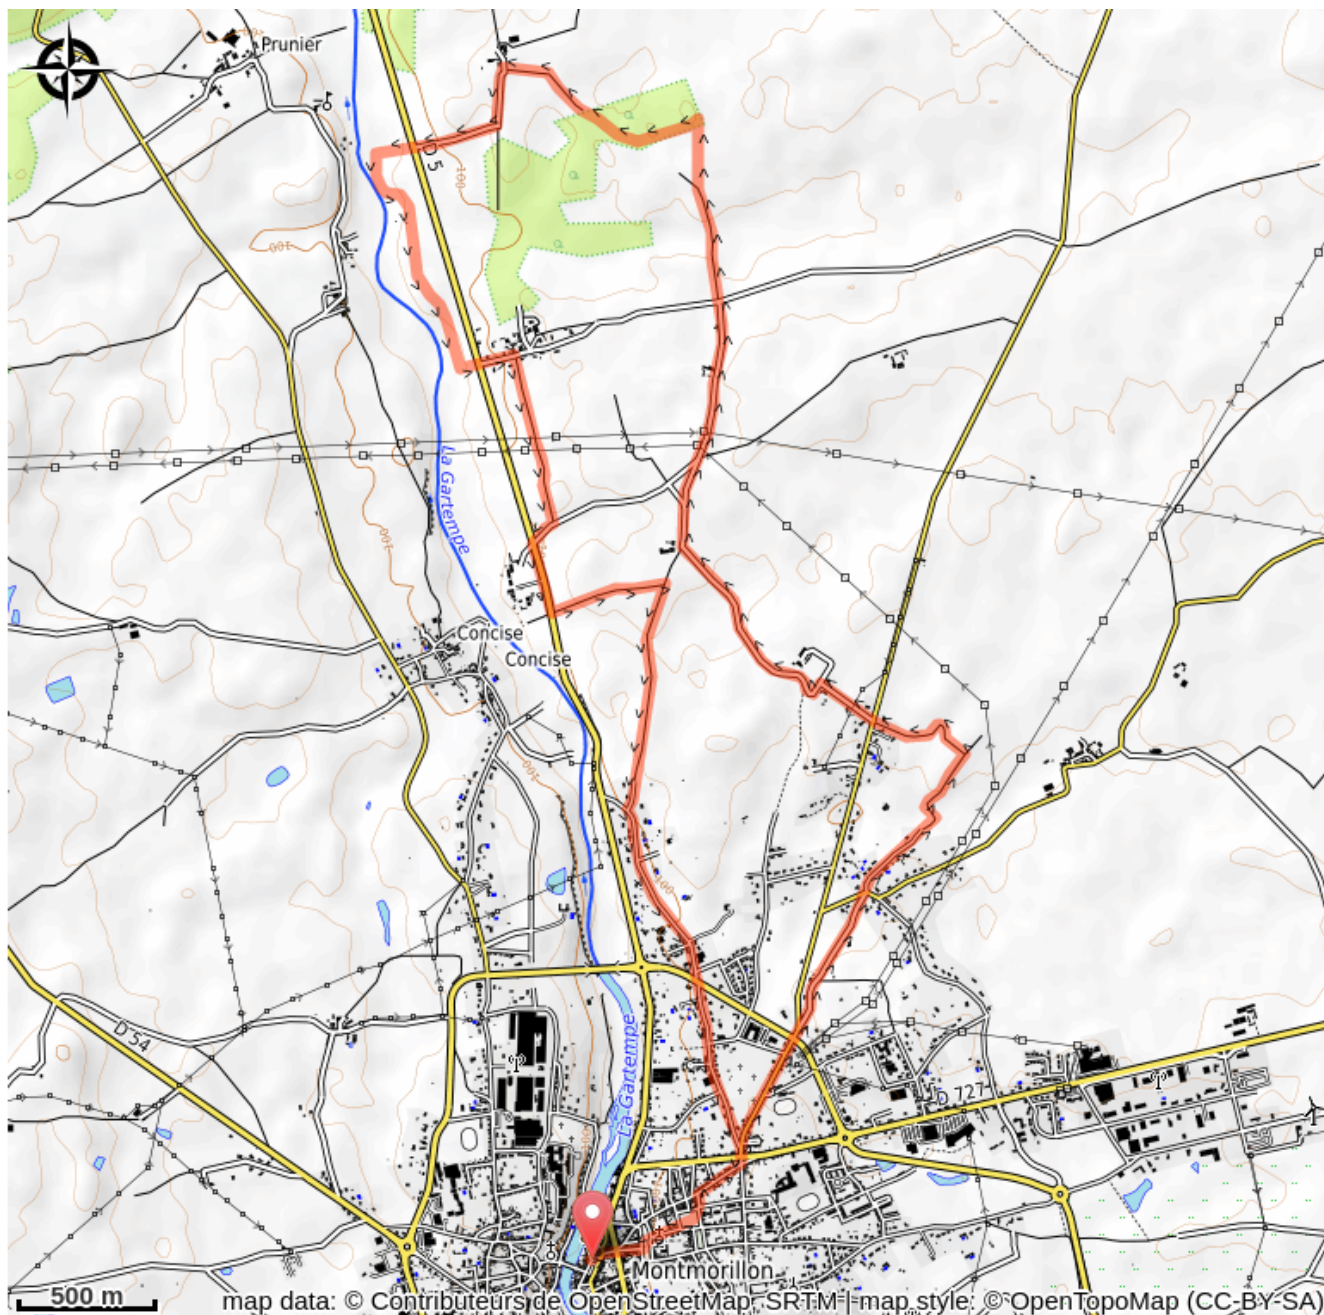 Prunier
D 5
100
100
100
La Gartempe
Concise
Concise
100
100
D 54
La Gartempe
D 727
Montmorillon
500 m
map data: © Contributeurs de OpenStreetMap, SRTM | map style: © OpenTopoMap (CC-BY-SA)